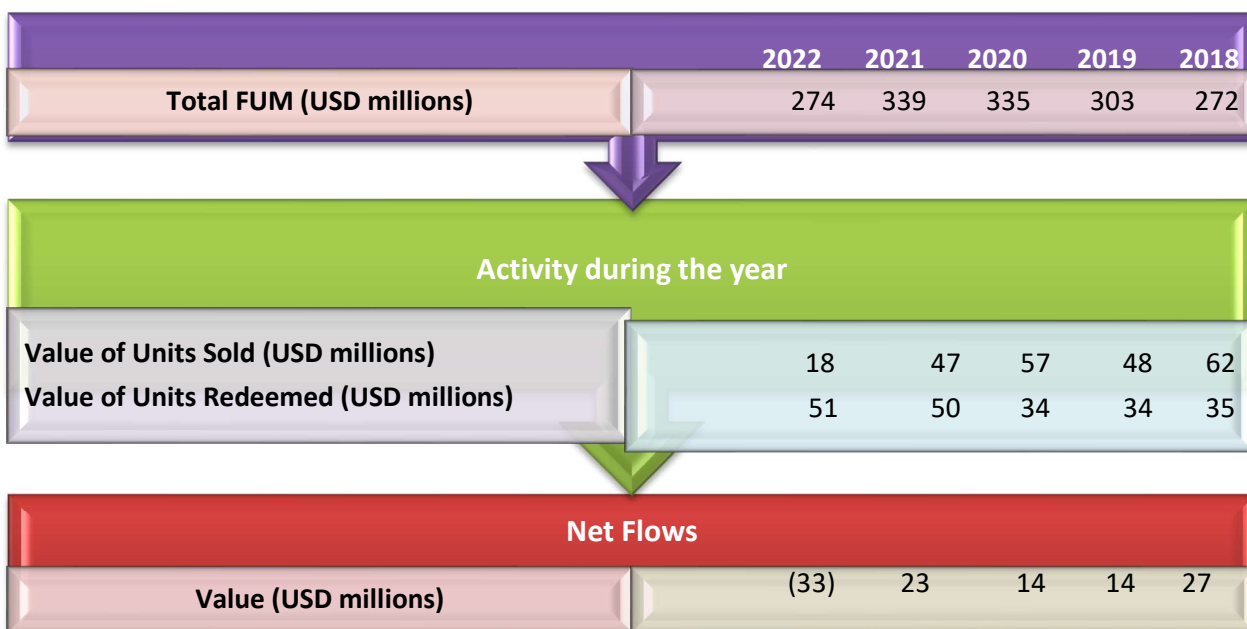 2022 2021 2020 2019 2018
Total FUM (USD millions) 274 339 335 303 272
Activity during the year
Value of Units Sold (USD millions) 18 47 57 48 62
Value of Units Redeemed (USD millions) 51 50 34 34 35
Net Flows
Value (USD millions) (33) 23 14 14 27